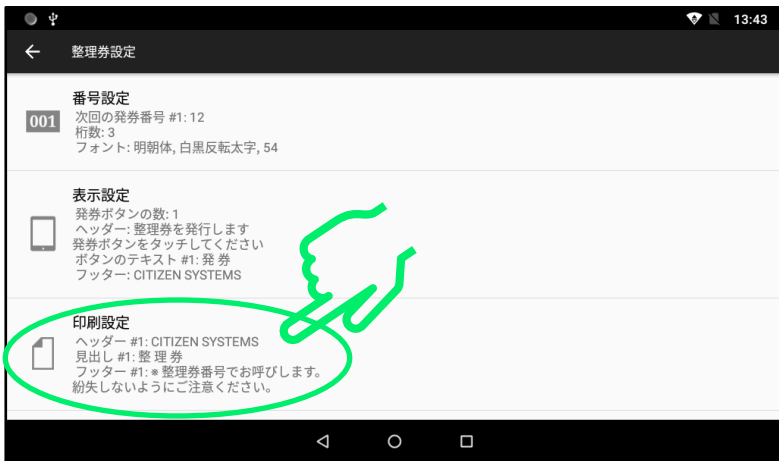 13:43
整理券設定
番号設定
001
次回の発券番号 #1: 12
桁数: 3
フォント: 明朝体, 白黒反転太字, 54
表示設定
発券ボタンの数: 1
ヘッダー: 整理券を発行します
発券ボタンをタッチしてください
ボタンのテキスト #1: 発 券
フッター: CITIZEN SYSTEMS
印刷設定
ヘッダー #1: CITIZEN SYSTEMS
見出し #1: 整 理 券
フッター #1: ※ 整理券番号でお呼びします。
紛失しないようにご注意ください。